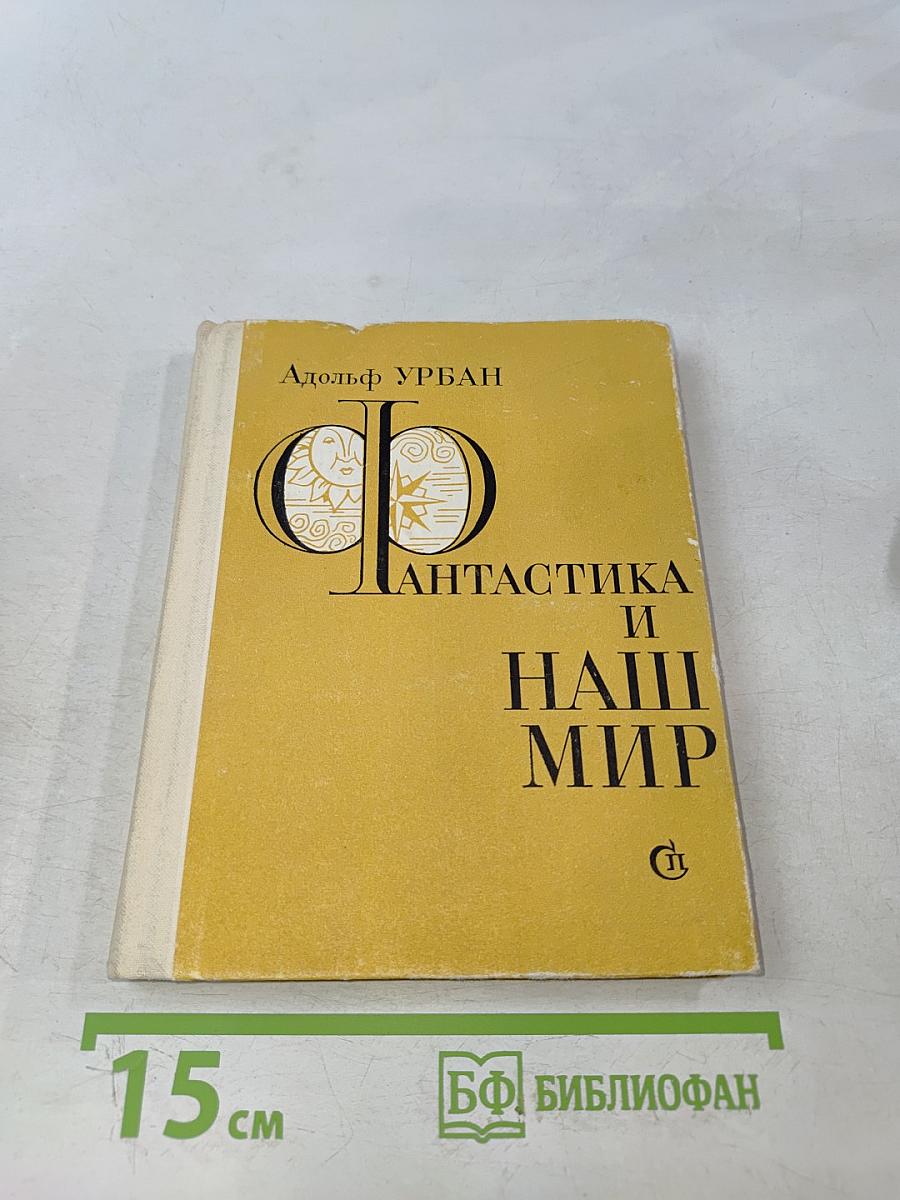 Адольф УРБАН
ФАНТАСТИКА
И
НАШ
МИР
СП
15 см
БФ БИБЛИОФАН